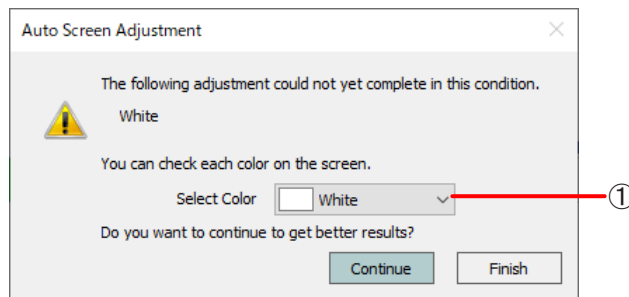 Auto Screen Adjustment
The following adjustment could not yet complete in this condition.
White
You can check each color on the screen.
Select Color White
①
Do you want to continue to get better results?
Continue Finish